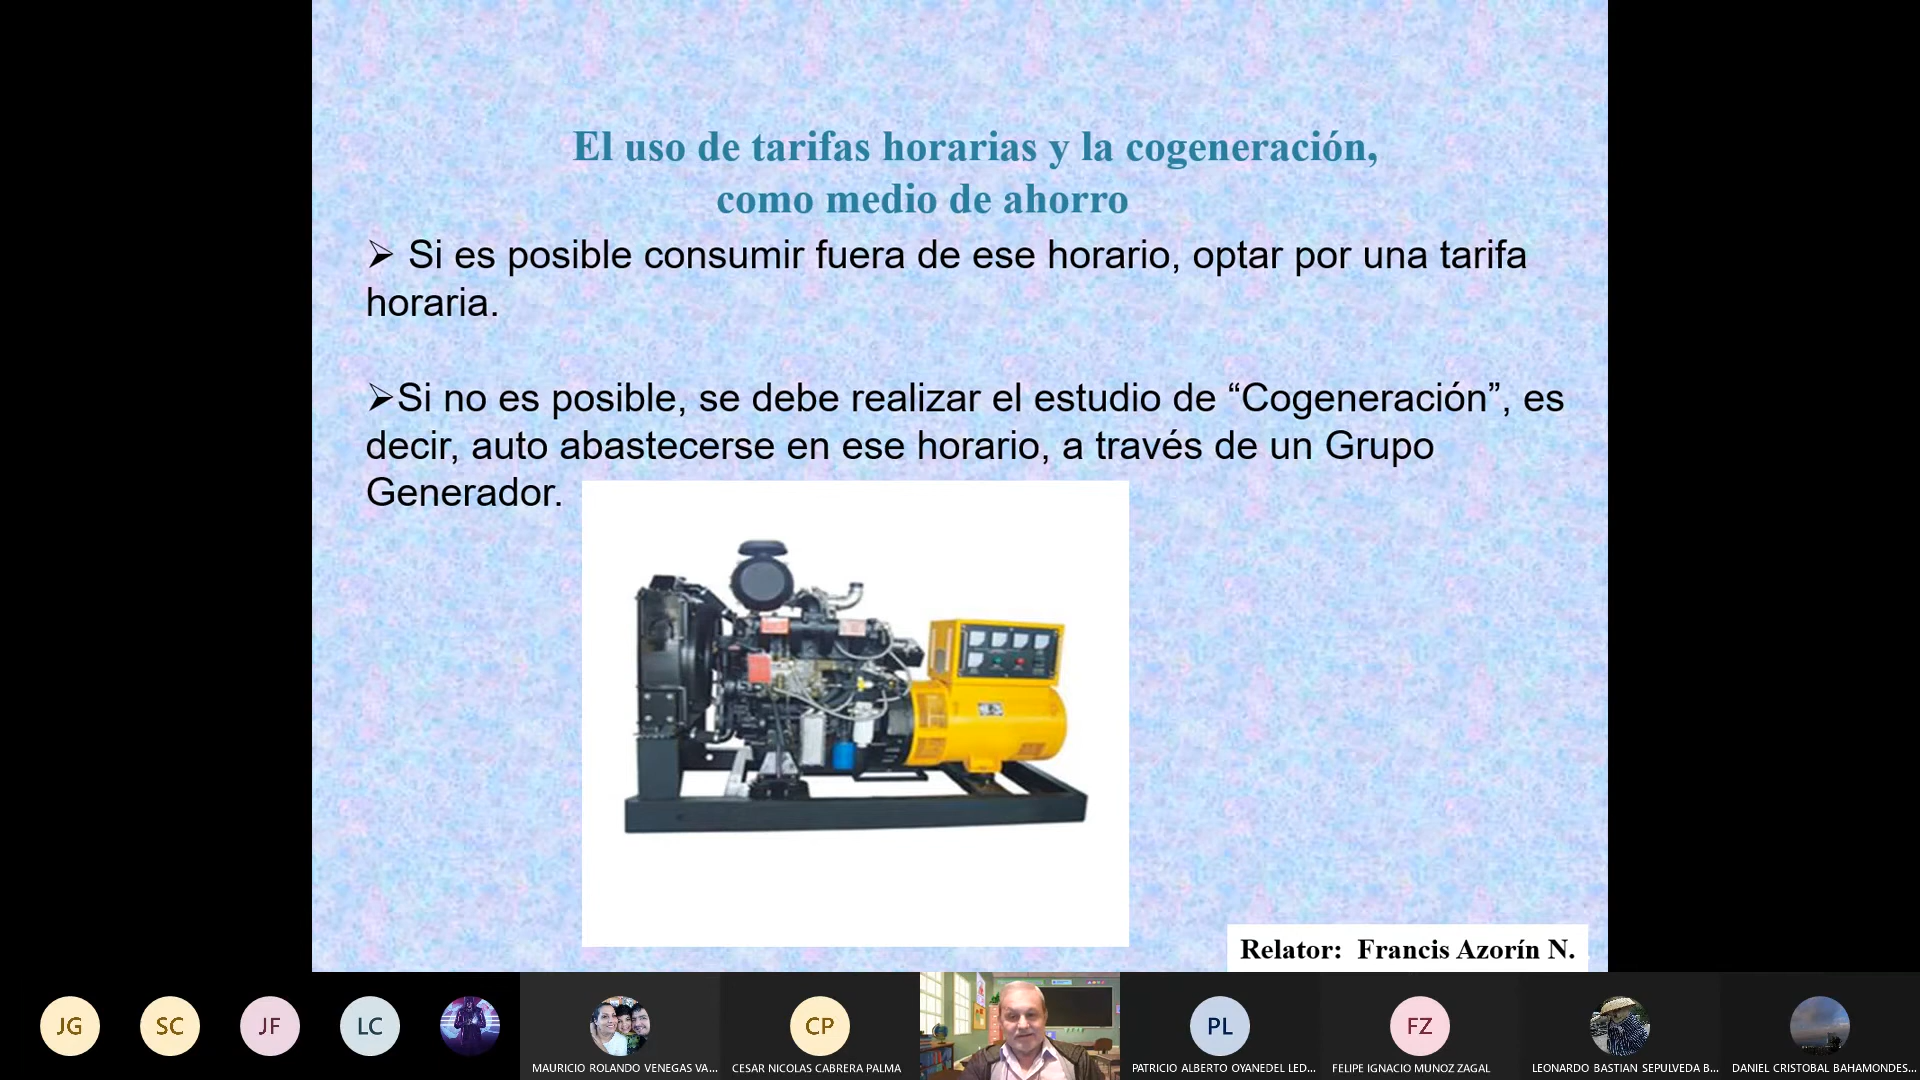 El uso de tarifas horarias y la cogeneración,
como medio de ahorro
➢ Si es posible consumir fuera de ese horario, optar por una tarifa
horaria.
➢Si no es posible, se debe realizar el estudio de “Cogeneración”, es
decir, auto abastecerse en ese horario, a través de un Grupo
Generador.
Relator: Francis Azorín N.
JG
SC
JF
LC
CP
PL
FZ
MAURICIO ROLANDO VENEGAS VA...
CESAR NICOLAS CABRERA PALMA
PATRICIO ALBERTO OYANEDEL LED...
FELIPE IGNACIO MUNOZ ZAGAL
LEONARDO BASTIAN SEPULVEDA B...
DANIEL CRISTOBAL BAHAMONDES...